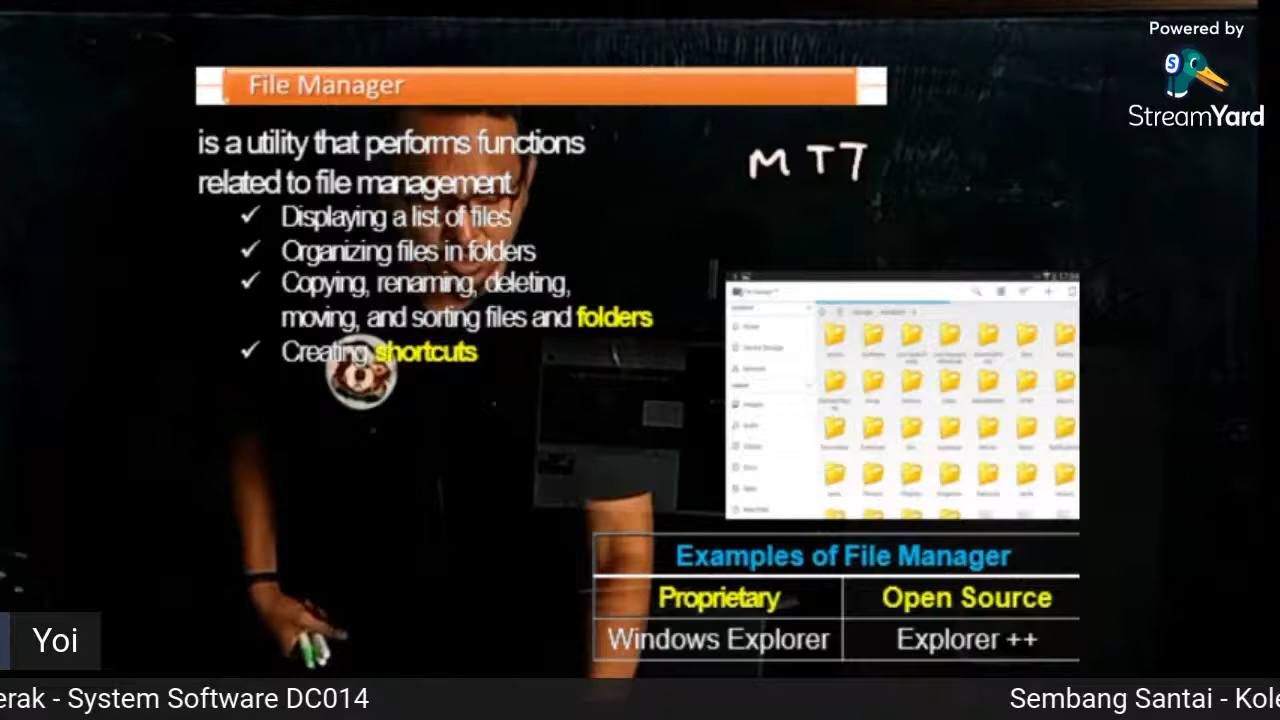 Powered by
StreamYard
File Manager
is a utility that performs functions
related to file management
✓ Displaying a list of files
✓ Organizing files in folders
✓ Copying, renaming, deleting,
moving, and sorting files and folders
✓ Creating shortcuts
M T T
Examples of File Manager
Proprietary
Open Source
Windows Explorer
Explorer ++
Yoi
erak - System Software DC014
Sembang Santai - Kole